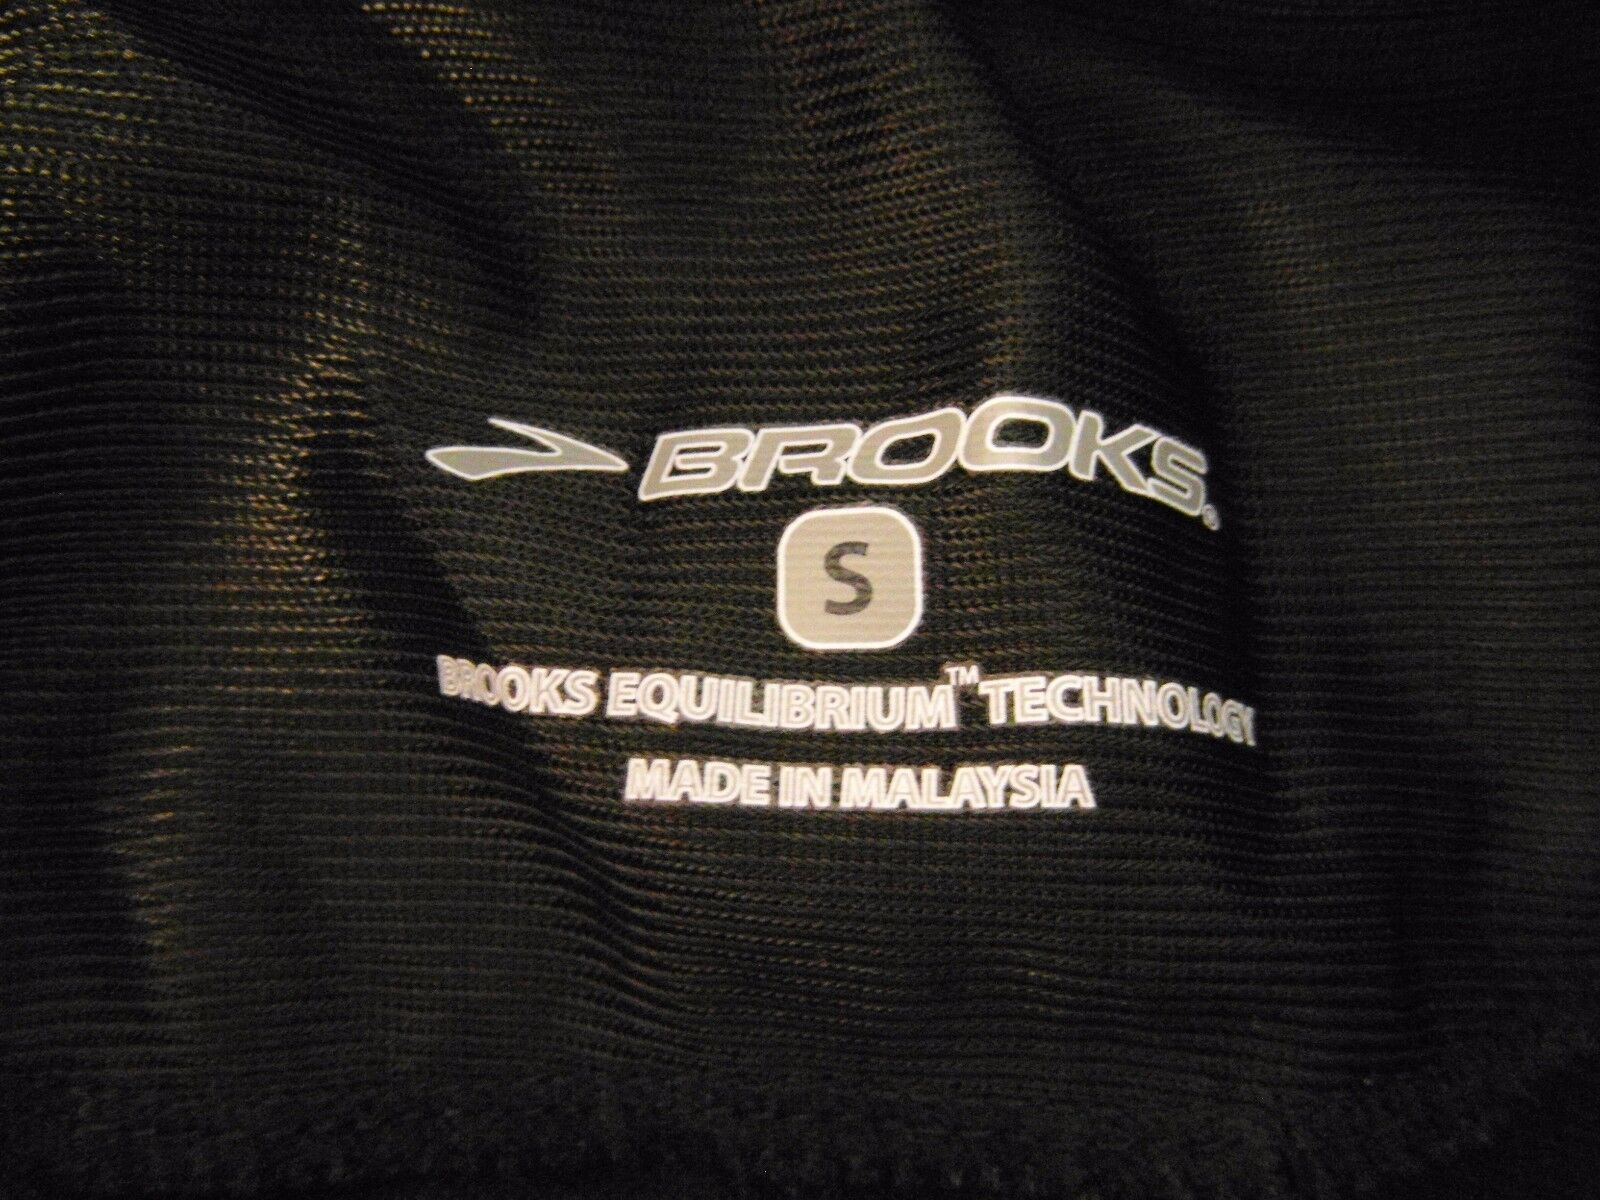 BROOKS®
S
BROOKS EQUILIBRIUM™ TECHNOLOGY
MADE IN MALAYSIA